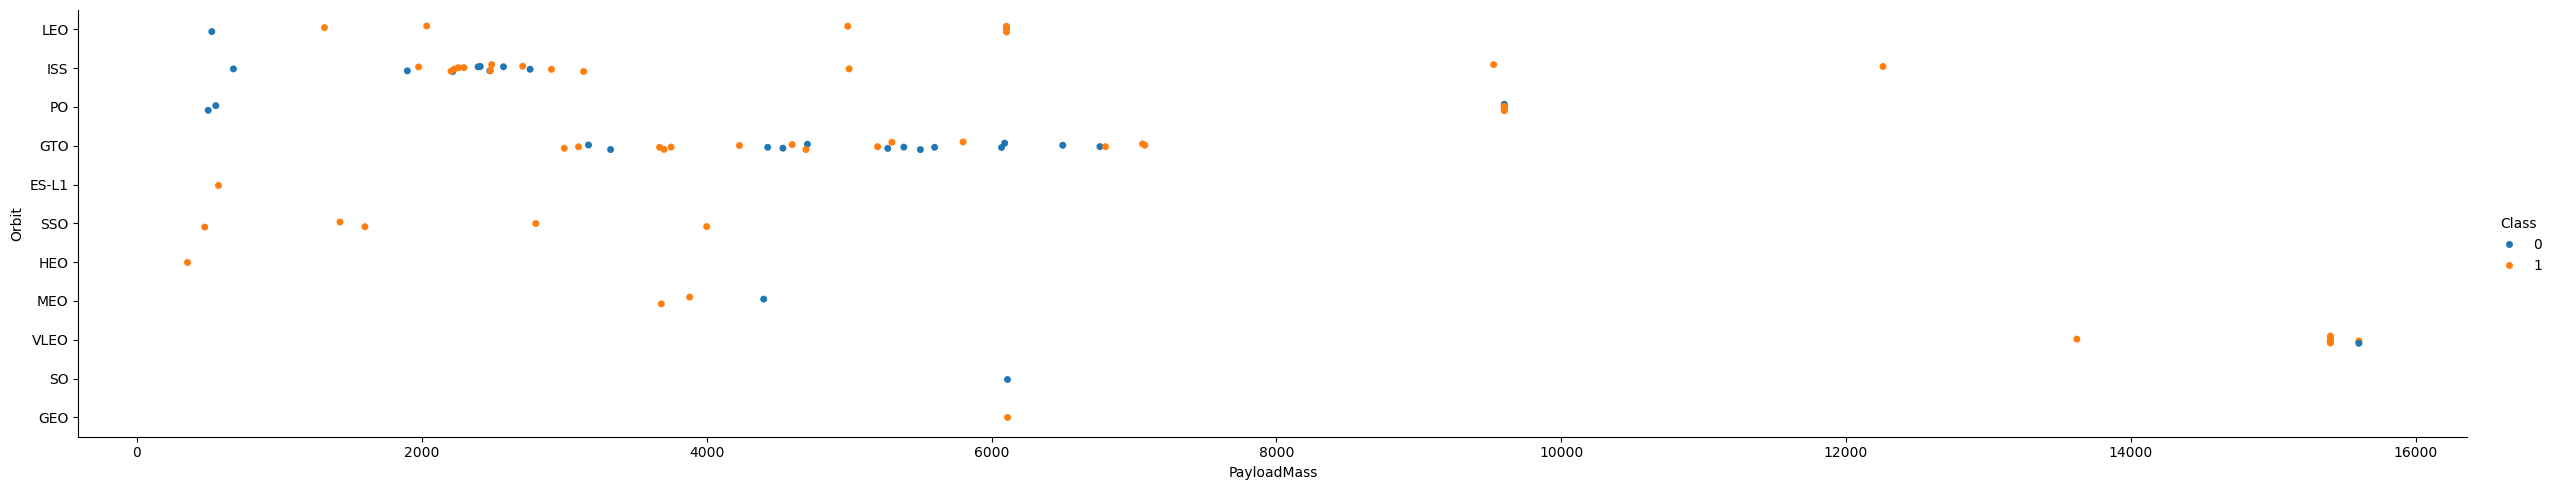 LEO
ISS
PO
GTO
ES-L1
SSO
HEO
MEO
VLEO
SO
GEO
Orbit
0 2000 4000 6000 8000 10000 12000 14000 16000
PayloadMass
Class
0
1